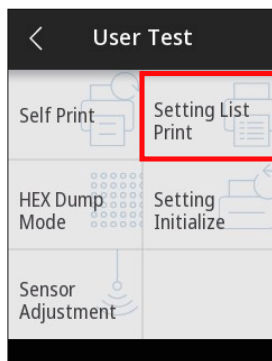 User Test
Self Print
Setting List
Print
HEX Dump
Mode
Setting
Initialize
Sensor
Adjustment